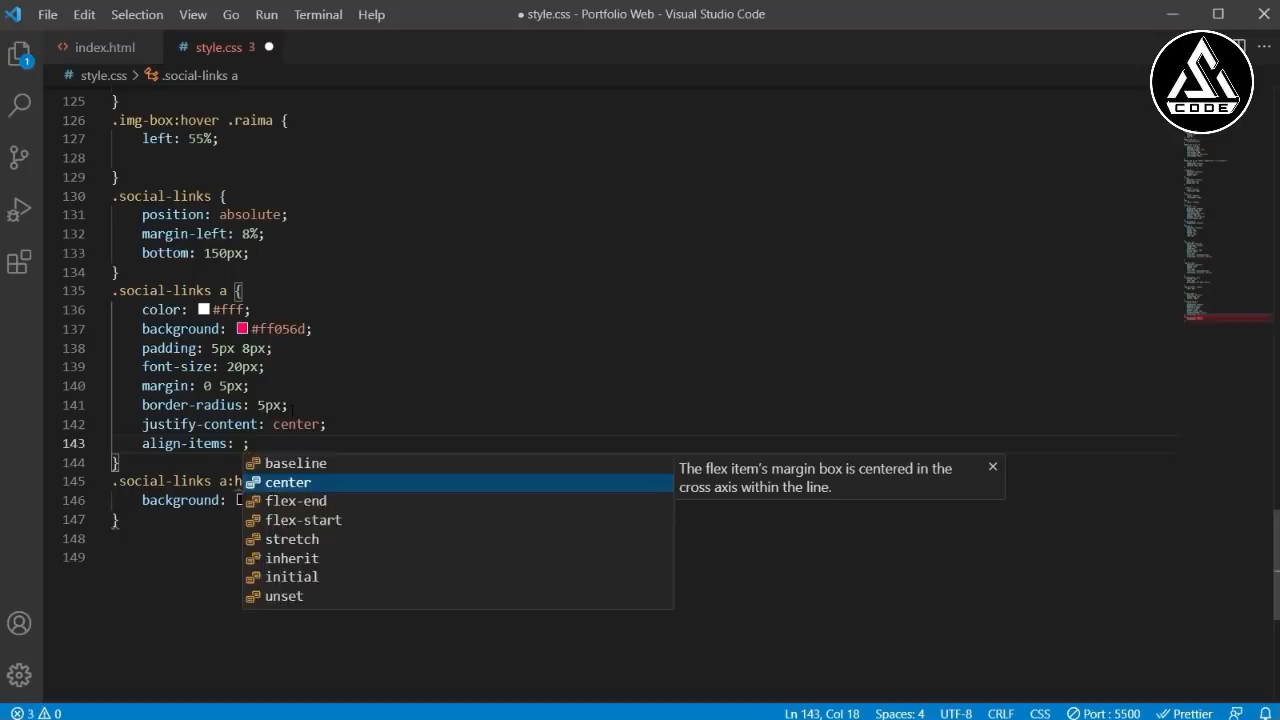 File Edit Selection View Go Run Terminal Help
● style.css - Portfolio Web - Visual Studio Code
<> index.html
# style.css 3 ●
# style.css > .social-links a
CODE
1
125 }
126 .img-box:hover .raima {
127 left: 55%;
128
129 }
130 .social-links {
131 position: absolute;
132 margin-left: 8%;
133 bottom: 150px;
134 }
135 .social-links a {
136 color: #fff;
137 background: #ff056d;
138 padding: 5px 8px;
139 font-size: 20px;
140 margin: 0 5px;
141 border-radius: 5px;
142 justify-content: center;
143 align-items: ;
144 }
145 .social-links a:h
146 background:
147 }
148
149
baseline
center
flex-end
flex-start
stretch
inherit
initial
unset
The flex item's margin box is centered in the
cross axis within the line.
3 0
Ln 143, Col 18 Spaces: 4 UTF-8 CRLF CSS Port : 5500 Prettier